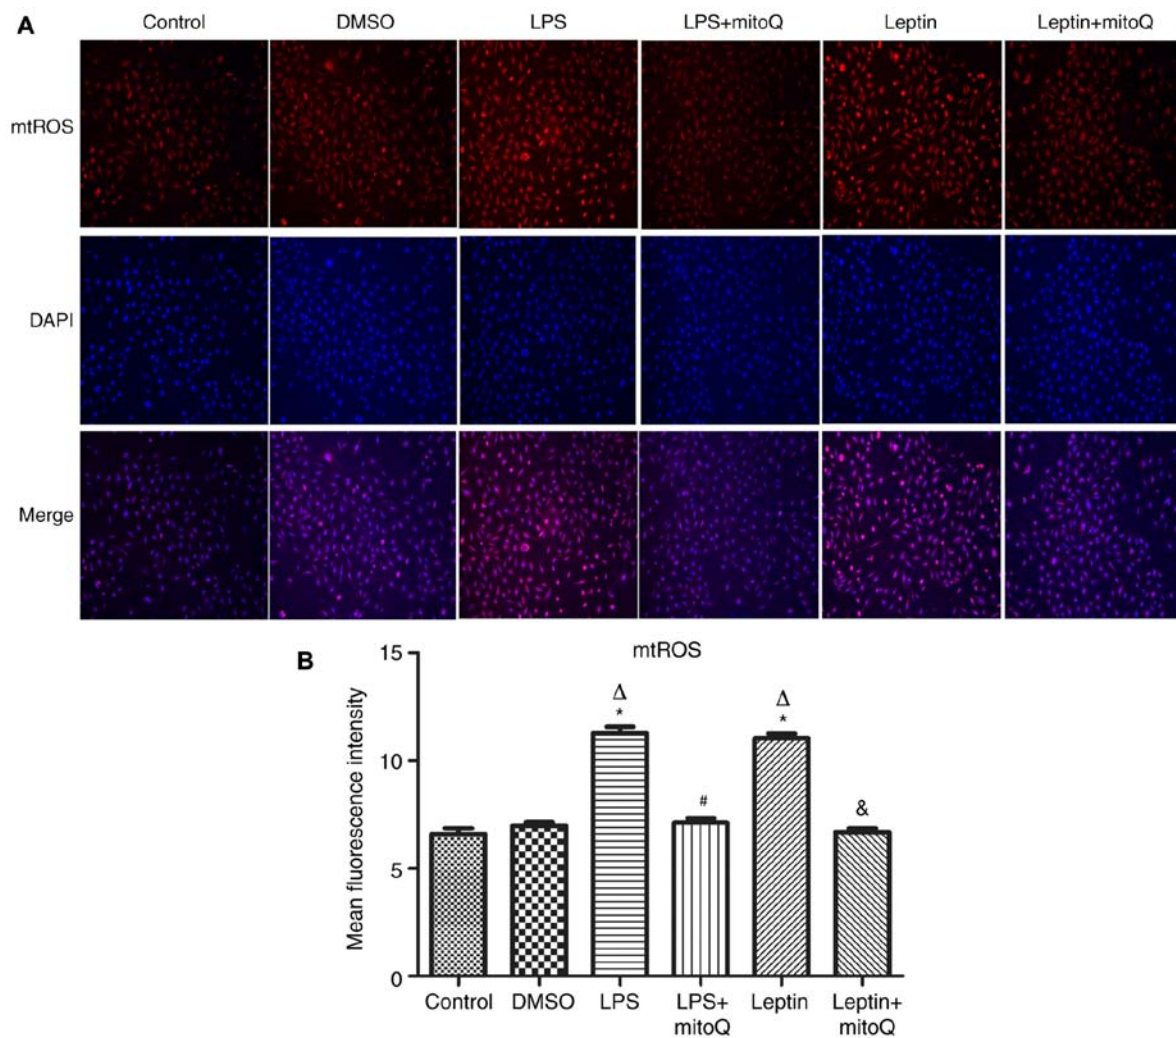 A
Control DMSO LPS LPS+mitoQ Leptin Leptin+mitoQ
mtROS
DAPI
Merge
B
mtROS
Mean fluorescence intensity
15
10
5
0
Δ
*
#
Δ
*
&
Control DMSO LPS LPS+ Leptin Leptin+
mitoQ mitoQ